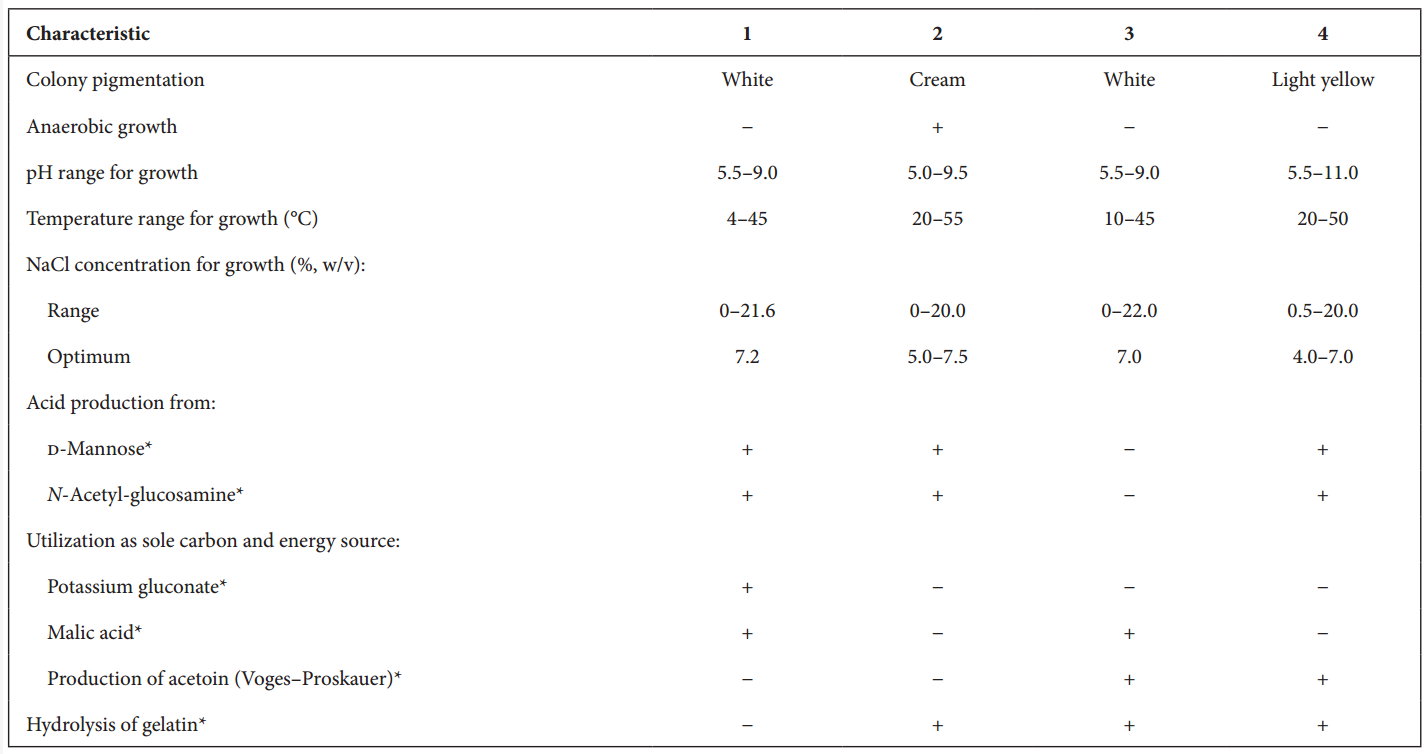 Characteristic 1 2 3 4
Colony pigmentation White Cream White Light yellow
Anaerobic growth − + − −
pH range for growth 5.5–9.0 5.0–9.5 5.5–9.0 5.5–11.0
Temperature range for growth (°C) 4–45 20–55 10–45 20–50
NaCl concentration for growth (%, w/v):
Range 0–21.6 0–20.0 0–22.0 0.5–20.0
Optimum 7.2 5.0–7.5 7.0 4.0–7.0
Acid production from:
ᴅ-Mannose* + + − +
N-Acetyl-glucosamine* + + − +
Utilization as sole carbon and energy source:
Potassium gluconate* + − − −
Malic acid* + − + −
Production of acetoin (Voges–Proskauer)* − − + +
Hydrolysis of gelatin* − + + +